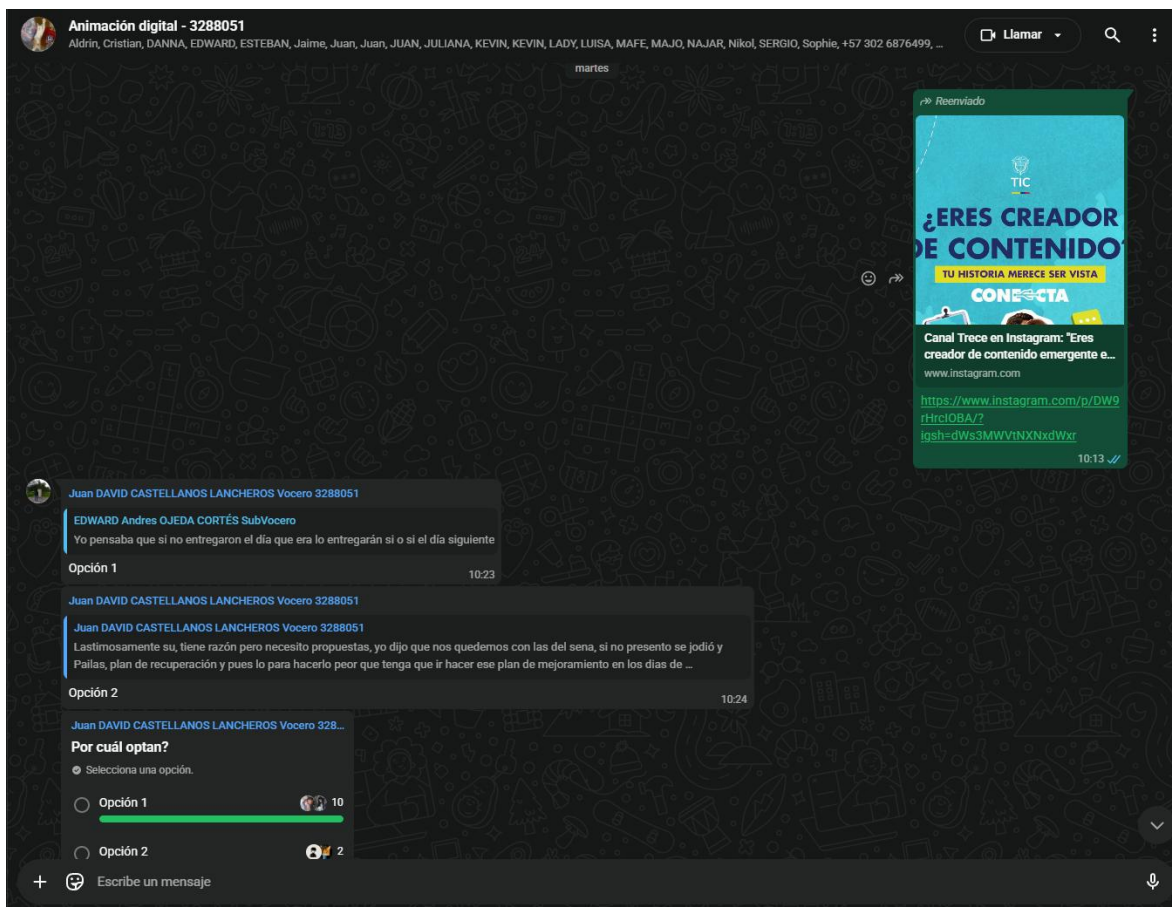 Animación digital - 3288051
Aldrin, Cristian, DANNA, EDWARD, ESTEBAN, Jaime, Juan, Juan, JUAN, JULIANA, KEVIN, KEVIN, LADY, LUISA, MAFE, MAJO, NAJAR, Nikol, SERGIO, Sophie, +57 302 6876499, ...
Llamar
martes
Reenviado
TIC
¿ERES CREADOR
DE CONTENIDO?
TU HISTORIA MERECE SER VISTA
CONECTA
Canal Trece en Instagram: "Eres
creador de contenido emergente e...
www.instagram.com
https://www.instagram.com/p/DW9
rHrcIOBA/?
igsh=dWs3MWVtNXNxdWxr
10:13
Juan DAVID CASTELLANOS LANCHEROS Vocero 3288051
EDWARD Andres OJEDA CORTÉS SubVocero
Yo pensaba que si no entregaron el día que era lo entregarán si o si el día siguiente
Opción 1
10:23
Juan DAVID CASTELLANOS LANCHEROS Vocero 3288051
Juan DAVID CASTELLANOS LANCHEROS Vocero 3288051
Lastimosamente su, tiene razón pero necesito propuestas, yo dijo que nos quedemos con las del sena, si no presento se jodió y
Pailas, plan de recuperación y pues lo para hacerlo peor que tenga que ir hacer ese plan de mejoramiento en los dias de ...
Opción 2
10:24
Juan DAVID CASTELLANOS LANCHEROS Vocero 328...
Por cuál optan?
Selecciona una opción.
Opción 1 10
Opción 2 2
Escribe un mensaje